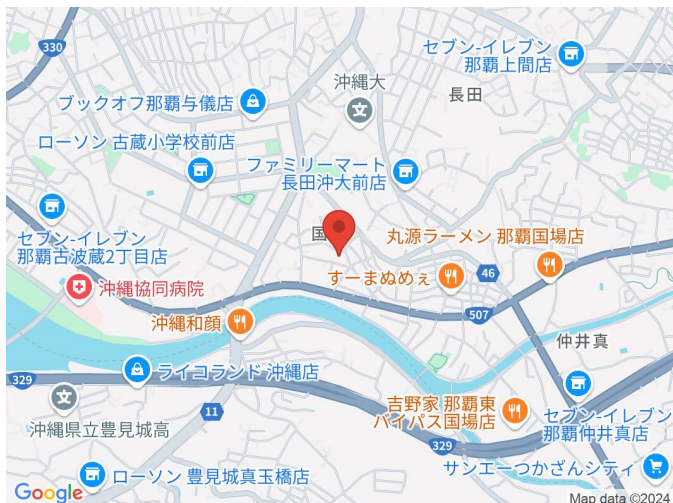 330
セブン-イレブン
那覇上間店
沖縄大
長田
ブックオフ那覇与儀店
ローソン 古蔵小学校前店
ファミリーマート
長田沖大前店
セブン-イレブン
那覇古波蔵2丁目店
国
丸源ラーメン 那覇国場店
すーまぬめぇ
46
沖縄協同病院
507
沖縄和顔
仲井真
329
ライコランド 沖縄店
11
吉野家 那覇東
バイパス国場店
セブン-イレブン
那覇仲井真店
沖縄県立豊見城高
329
サンエーつかざんシティ
ローソン 豊見城真玉橋店
Google
Map data ©2024